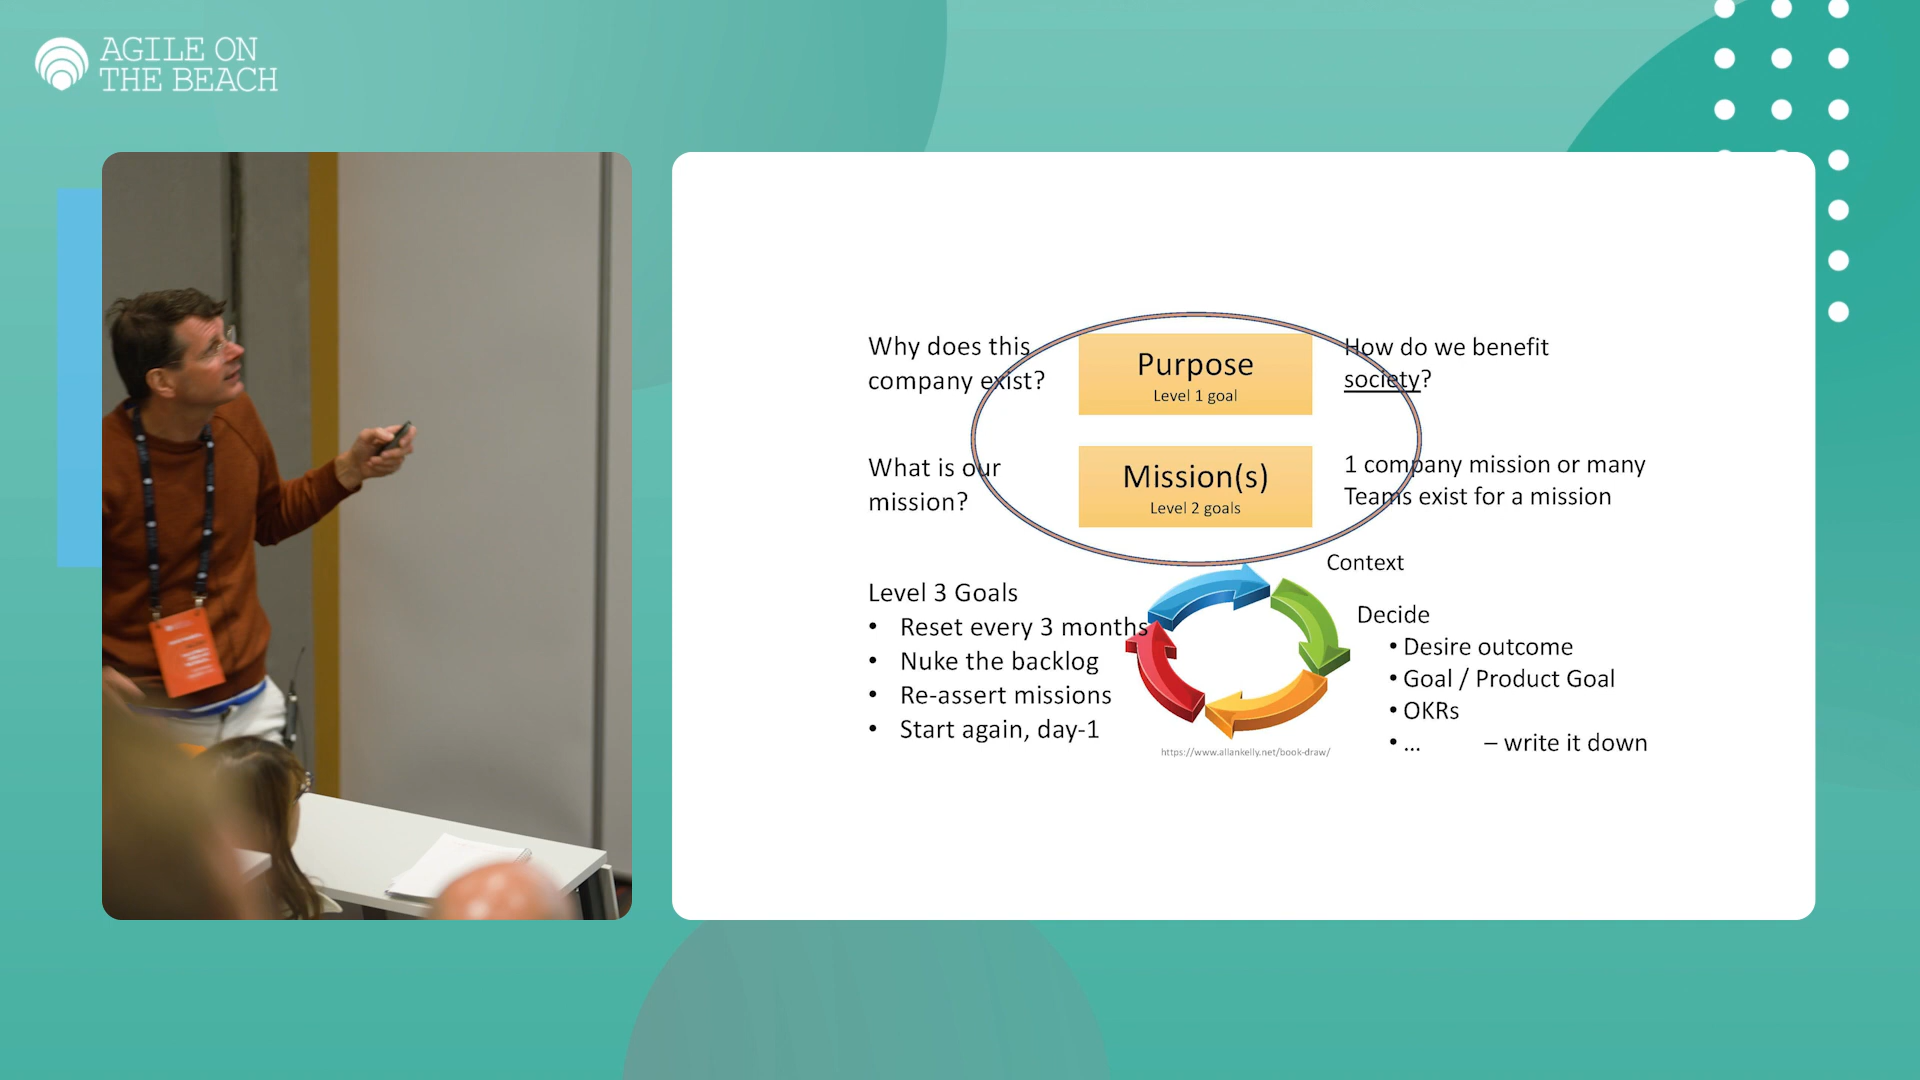 AGILE ON
THE BEACH
Why does this
company exist?
Purpose
Level 1 goal
How do we benefit
society?
What is our
mission?
Mission(s)
Level 2 goals
1 company mission or many
Teams exist for a mission
Context
Level 3 Goals
• Reset every 3 months
• Nuke the backlog
• Re-assert missions
• Start again, day-1
Decide
• Desire outcome
• Goal / Product Goal
• OKRs
• ... – write it down
https://www.allankelly.net/book-draw/